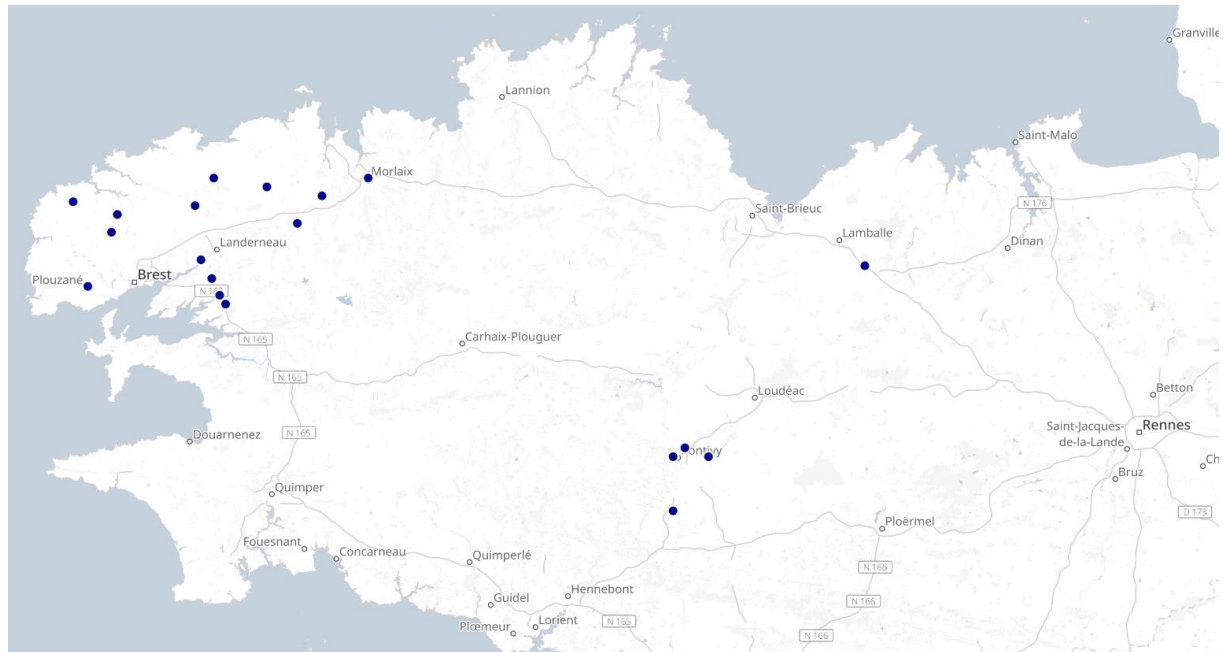 Granville
Lannion
Saint-Malo
Morlaix
N 176
Saint-Brieuc
Lamballe
Dinan
Landerneau
Brest
Plouzané
N 165
N 165
Carhaix-Plouguer
N 165
Loudéac
Betton
Saint-Jacques-
de-la-Lande
Rennes
Douarnenez
N 165
Pontivy
Ch
Bruz
Quimper
D 173
Ploërmel
Fouesnant
Concarneau
Quimperlé
N 166
Hennebont
Guidel
N 166
Lorient
N 165
Plœmeur
N 166